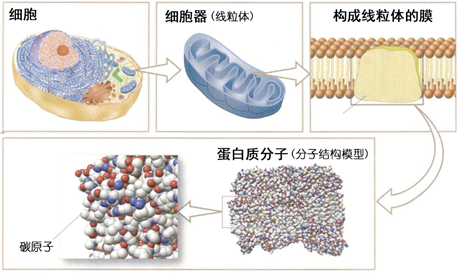 细胞
细胞器（线粒体）
构成线粒体的膜
蛋白质分子（分子结构模型）
碳原子